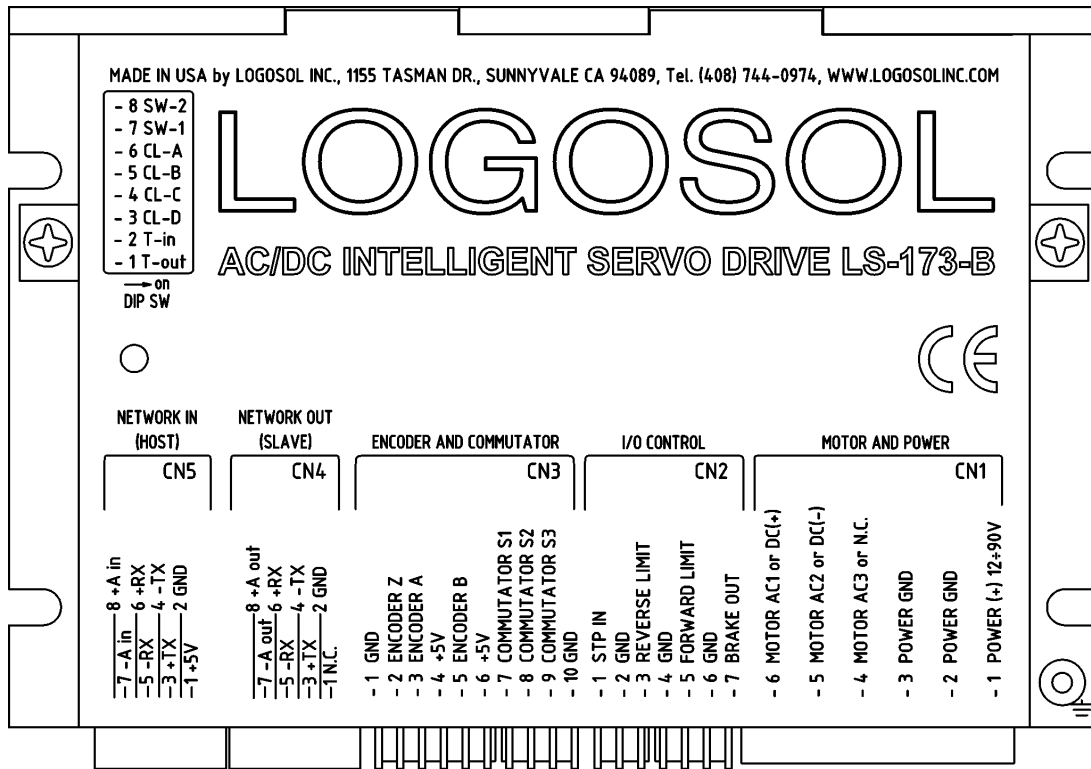 MADE IN USA by LOGOSOL INC., 1155 TASMAN DR., SUNNYVALE CA 94089, Tel. (408) 744-0974, WWW.LOGOSOLINC.COM
- 8 SW-2
- 7 SW-1
- 6 CL-A
- 5 CL-B
- 4 CL-C
- 3 CL-D
- 2 T-in
- 1 T-out
→ on
DIP SW
LOGOSOL
AC/DC INTELLIGENT SERVO DRIVE LS-173-B
CE
NETWORK IN
(HOST)
CN5
8 +A in
-7 -A in
6 +RX
-5 -RX
4 -TX
-3 +TX
2 GND
-1 +5V
NETWORK OUT
(SLAVE)
CN4
8 +A out
-7 -A out
6 +RX
-5 -RX
4 -TX
-3 +TX
2 GND
-1 N.C.
ENCODER AND COMMUTATOR
CN3
- 1 GND
- 2 ENCODER Z
- 3 ENCODER A
- 4 +5V
- 5 ENCODER B
- 6 +5V
- 7 COMMUTATOR S1
- 8 COMMUTATOR S2
- 9 COMMUTATOR S3
- 10 GND
I/O CONTROL
CN2
- 1 STP IN
- 2 GND
- 3 REVERSE LIMIT
- 4 GND
- 5 FORWARD LIMIT
- 6 GND
- 7 BRAKE OUT
MOTOR AND POWER
CN1
- 6 MOTOR AC1 or DC(+)
- 5 MOTOR AC2 or DC(-)
- 4 MOTOR AC3 or N.C.
- 3 POWER GND
- 2 POWER GND
- 1 POWER (+) 12÷90V